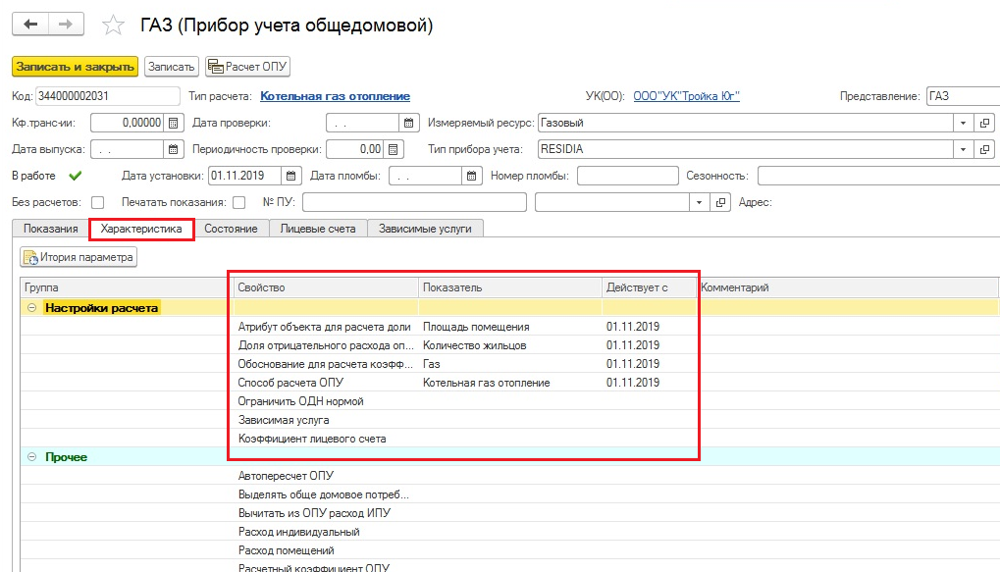 ГАЗ (Прибор учета общедомовой)
Записать и закрыть Записать Расчет ОПУ
Код: 344000002031 Тип расчета: Котельная газ отопление УК(ОО): ООО"УК"Тройка Юг" Представление: ГАЗ
Кф.транс-ии: 0,00000 Дата проверки: . . Измеряемый ресурс: Газовый
Дата выпуска: . . Периодичность проверки: 0,00 Тип прибора учета: RESIDIA
В работе Дата установки: 01.11.2019 Дата пломбы: . . Номер пломбы: Сезонность:
Без расчетов: Печатать показания: № ПУ: Адрес:
Показания Характеристика Состояние Лицевые счета Зависимые услуги
Итория параметра
Группа Свойство Показатель Действует с Комментарий
Настройки расчета
Атрибут объекта для расчета доли Площадь помещения 01.11.2019
Доля отрицательного расхода оп... Количество жильцов 01.11.2019
Обоснование для расчета коэфф... Газ 01.11.2019
Способ расчета ОПУ Котельная газ отопление 01.11.2019
Ограничить ОДН нормой
Зависимая услуга
Коэффициент лицевого счета
Прочее
Автопересчет ОПУ
Выделять обще домовое потреб...
Вычитать из ОПУ расход ИПУ
Расход индивидуальный
Расход помещений
Расчетный коэффициент ОПУ